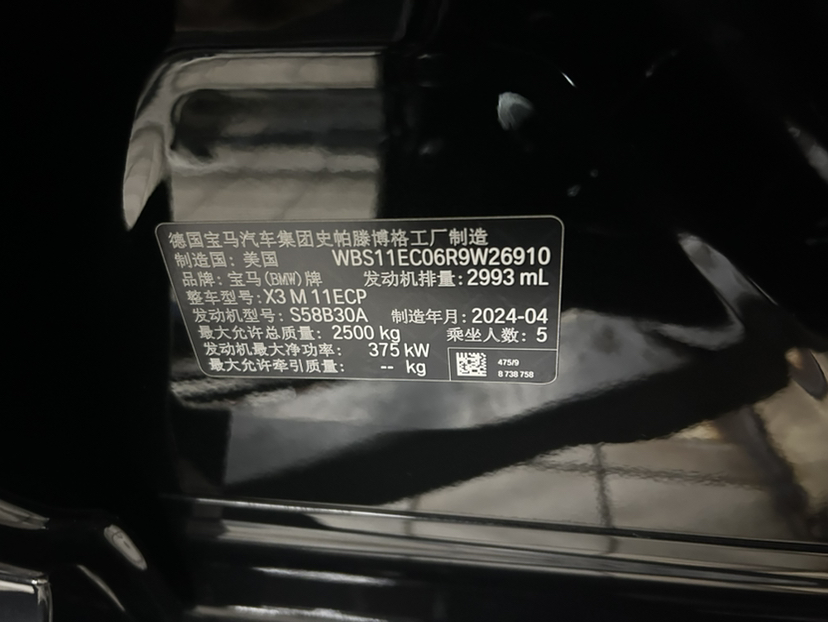 德国宝马汽车集团史帕滕博格工厂制造
制造国: 美国 WBS11EC06R9W26910
品牌: 宝马(BMW)牌 发动机排量: 2993 mL
整车型号: X3 M 11ECP
发动机型号: S58B30A 制造年月: 2024-04
最大允许总质量: 2500 kg 乘坐人数: 5
发动机最大净功率: 375 kW
最大允许牵引质量: -- kg
475/9
8 738 758